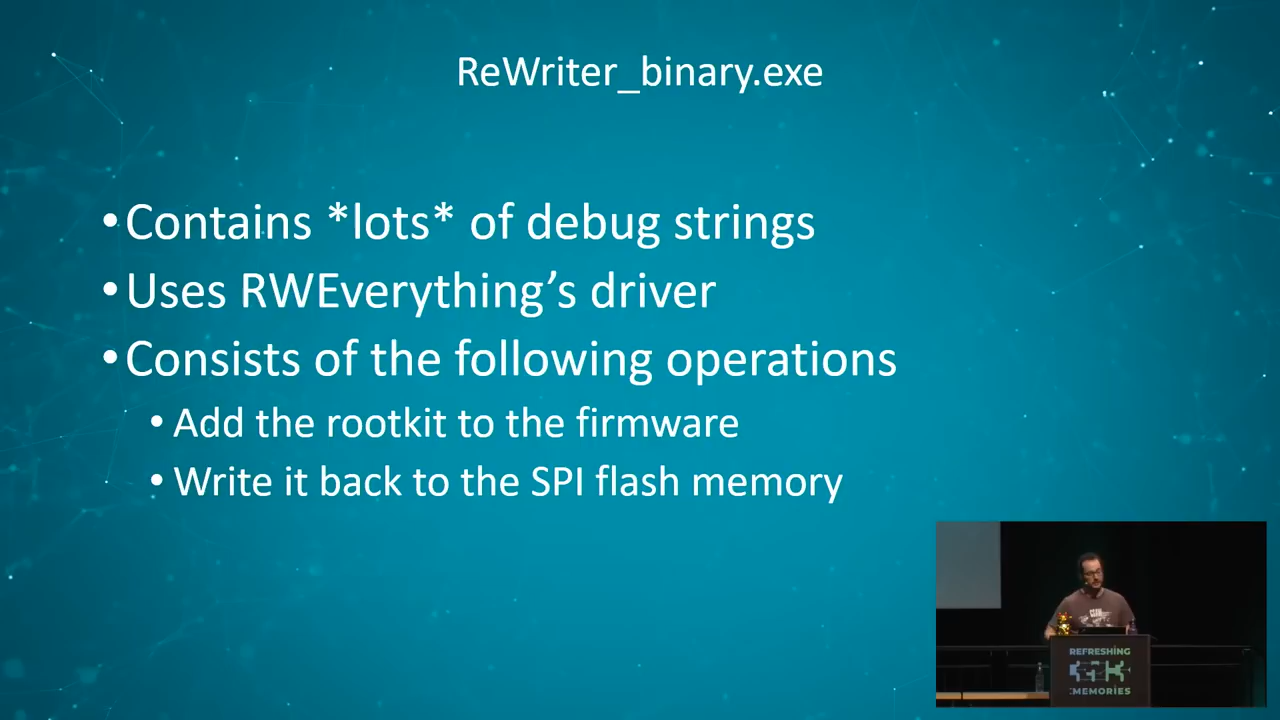 ReWriter_binary.exe
•Contains *lots* of debug strings
•Uses RWEverything’s driver
•Consists of the following operations
• Add the rootkit to the firmware
• Write it back to the SPI flash memory
REFRESHING
:MEMORIES